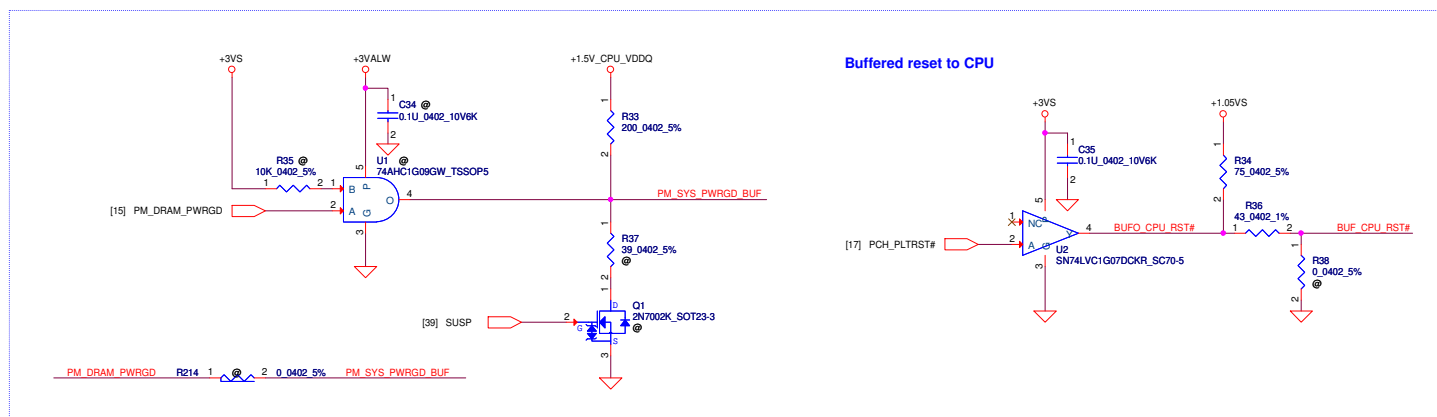 Buffered reset to CPU
+3VS
+3VALW
+1.5V_CPU_VDDQ
1
C34 @
0.1U_0402_10V6K
2
1
R33
200_0402_5%
2
R35 @
10K_0402_5%
1 2 1
5
U1 @
74AHC1G09GW_TSSOP5
B
P
A
G
O
4
3
2
[15] PM_DRAM_PWRGD
PM_SYS_PWRGD_BUF
1
R37
39_0402_5%
@
2
1
D
Q1
2N7002K_SOT23-3
@
2
G
S
3
[39] SUSP
PM_DRAM_PWRGD R214 1 @ 2 0_0402_5% PM_SYS_PWRGD_BUF
+3VS
+1.05VS
1
C35
0.1U_0402_10V6K
2
1
R34
75_0402_5%
2
5
1
NC
P
A
G
Y
4
2
3
[17] PCH_PLTRST#
U2
SN74LVC1G07DCKR_SC70-5
BUFO_CPU_RST#
R36
43_0402_1%
1 2
BUF_CPU_RST#
1
R38
0_0402_5%
@
2